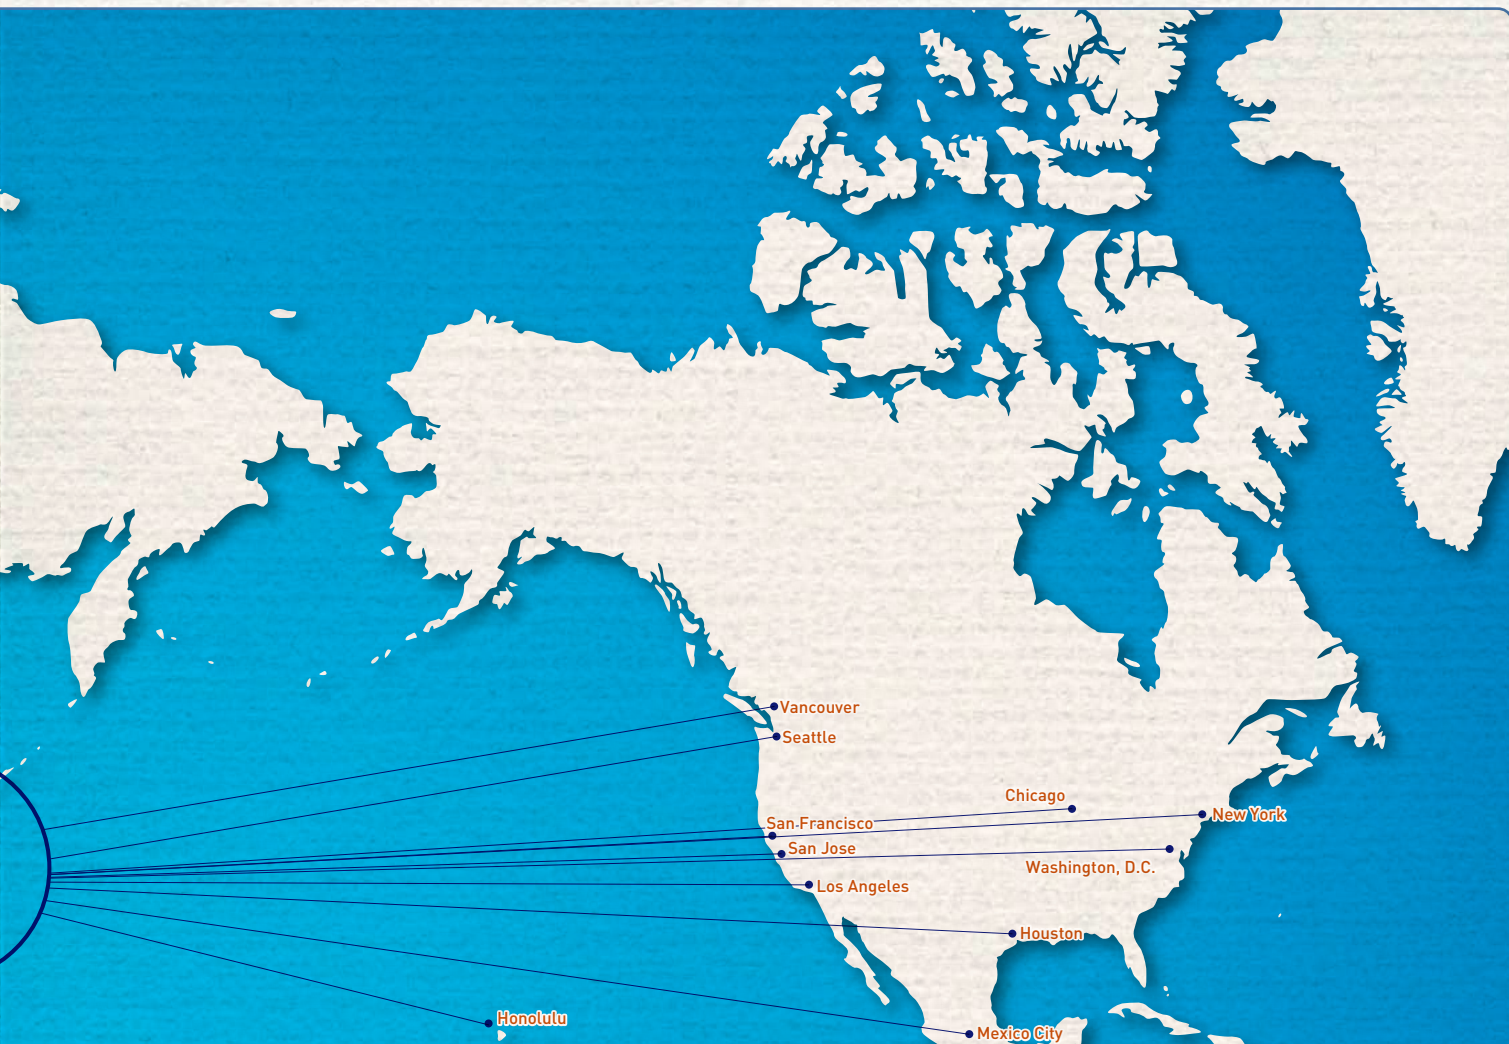 Vancouver
Seattle
Chicago
New York
San-Francisco
San Jose
Washington, D.C.
Los Angeles
Houston
Honolulu
Mexico City